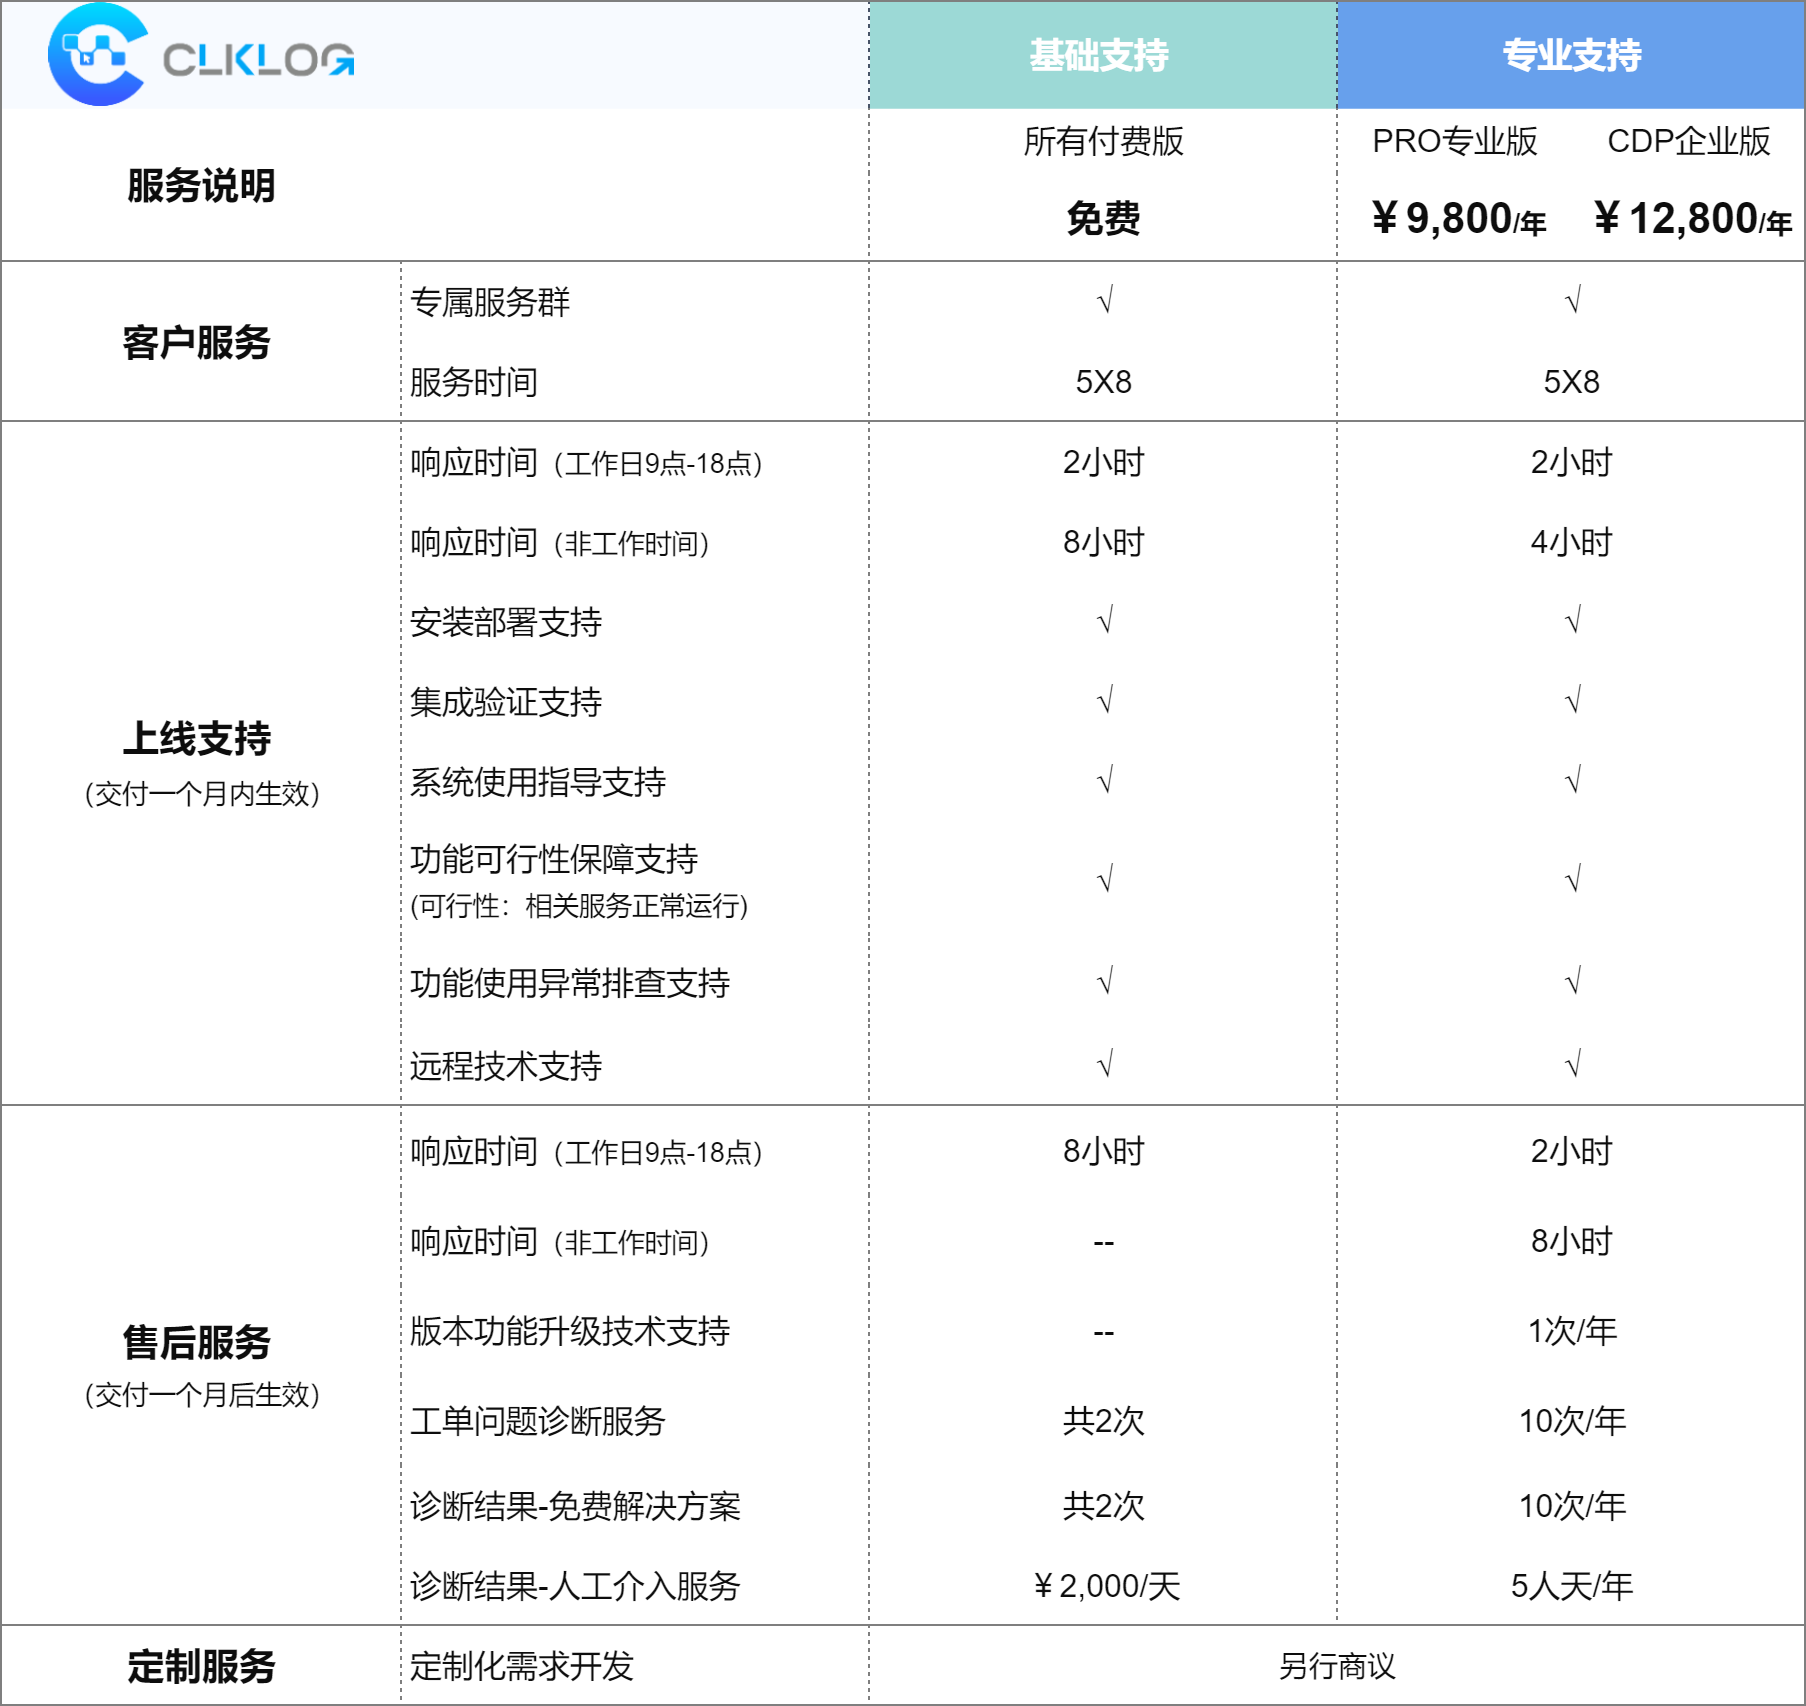 CLKLOG
基础支持
专业支持
服务说明
所有付费版
PRO专业版
CDP企业版
免费
￥9,800/年
￥12,800/年
客户服务
专属服务群
√
√
服务时间
5X8
5X8
上线支持
（交付一个月内生效）
响应时间（工作日9点-18点）
2小时
2小时
响应时间（非工作时间）
8小时
4小时
安装部署支持
√
√
集成验证支持
√
√
系统使用指导支持
√
√
功能可行性保障支持
(可行性：相关服务正常运行)
√
√
功能使用异常排查支持
√
√
远程技术支持
√
√
售后服务
（交付一个月后生效）
响应时间（工作日9点-18点）
8小时
2小时
响应时间（非工作时间）
--
8小时
版本功能升级技术支持
--
1次/年
工单问题诊断服务
共2次
10次/年
诊断结果-免费解决方案
共2次
10次/年
诊断结果-人工介入服务
￥2,000/天
5人天/年
定制服务
定制化需求开发
另行商议